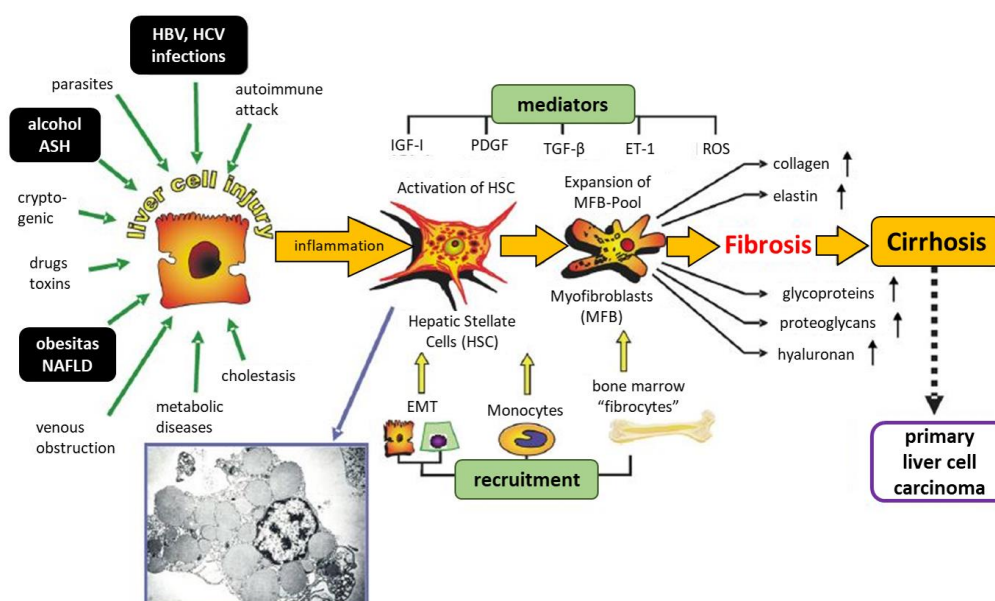 HBV, HCV
infections
parasites
autoimmune
attack
alcohol
ASH
liver cell injury
crypto-
genic
drugs
toxins
obesitas
NAFLD
venous
obstruction
metabolic
diseases
cholestasis
inflammation
mediators
IGF-I
PDGF
TGF-β
ET-1
ROS
Activation of HSC
Expansion of
MFB-Pool
Hepatic Stellate
Cells (HSC)
Myofibroblasts
(MFB)
EMT
Monocytes
bone marrow
"fibrocytes"
recruitment
collagen
elastin
Fibrosis
Cirrhosis
glycoproteins
proteoglycans
hyaluronan
primary
liver cell
carcinoma